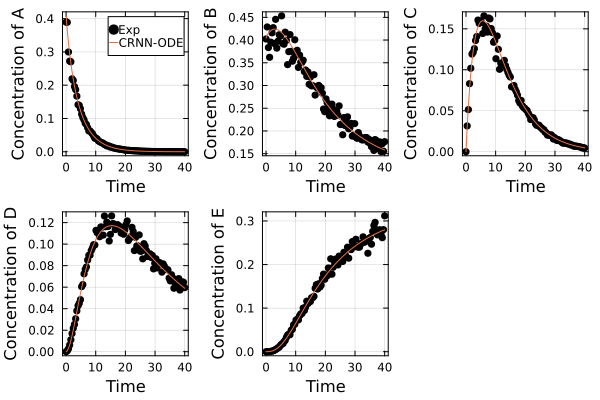 Concentration of A
0.4
0.3
0.2
0.1
0.0
0 10 20 30 40
Time
Exp
CRNN-ODE
Concentration of B
0.45
0.40
0.35
0.30
0.25
0.20
0.15
0 10 20 30 40
Time
Concentration of C
0.15
0.10
0.05
0.00
0 10 20 30 40
Time
Concentration of D
0.12
0.10
0.08
0.06
0.04
0.02
0.00
0 10 20 30 40
Time
Concentration of E
0.3
0.2
0.1
0.0
0 10 20 30 40
Time